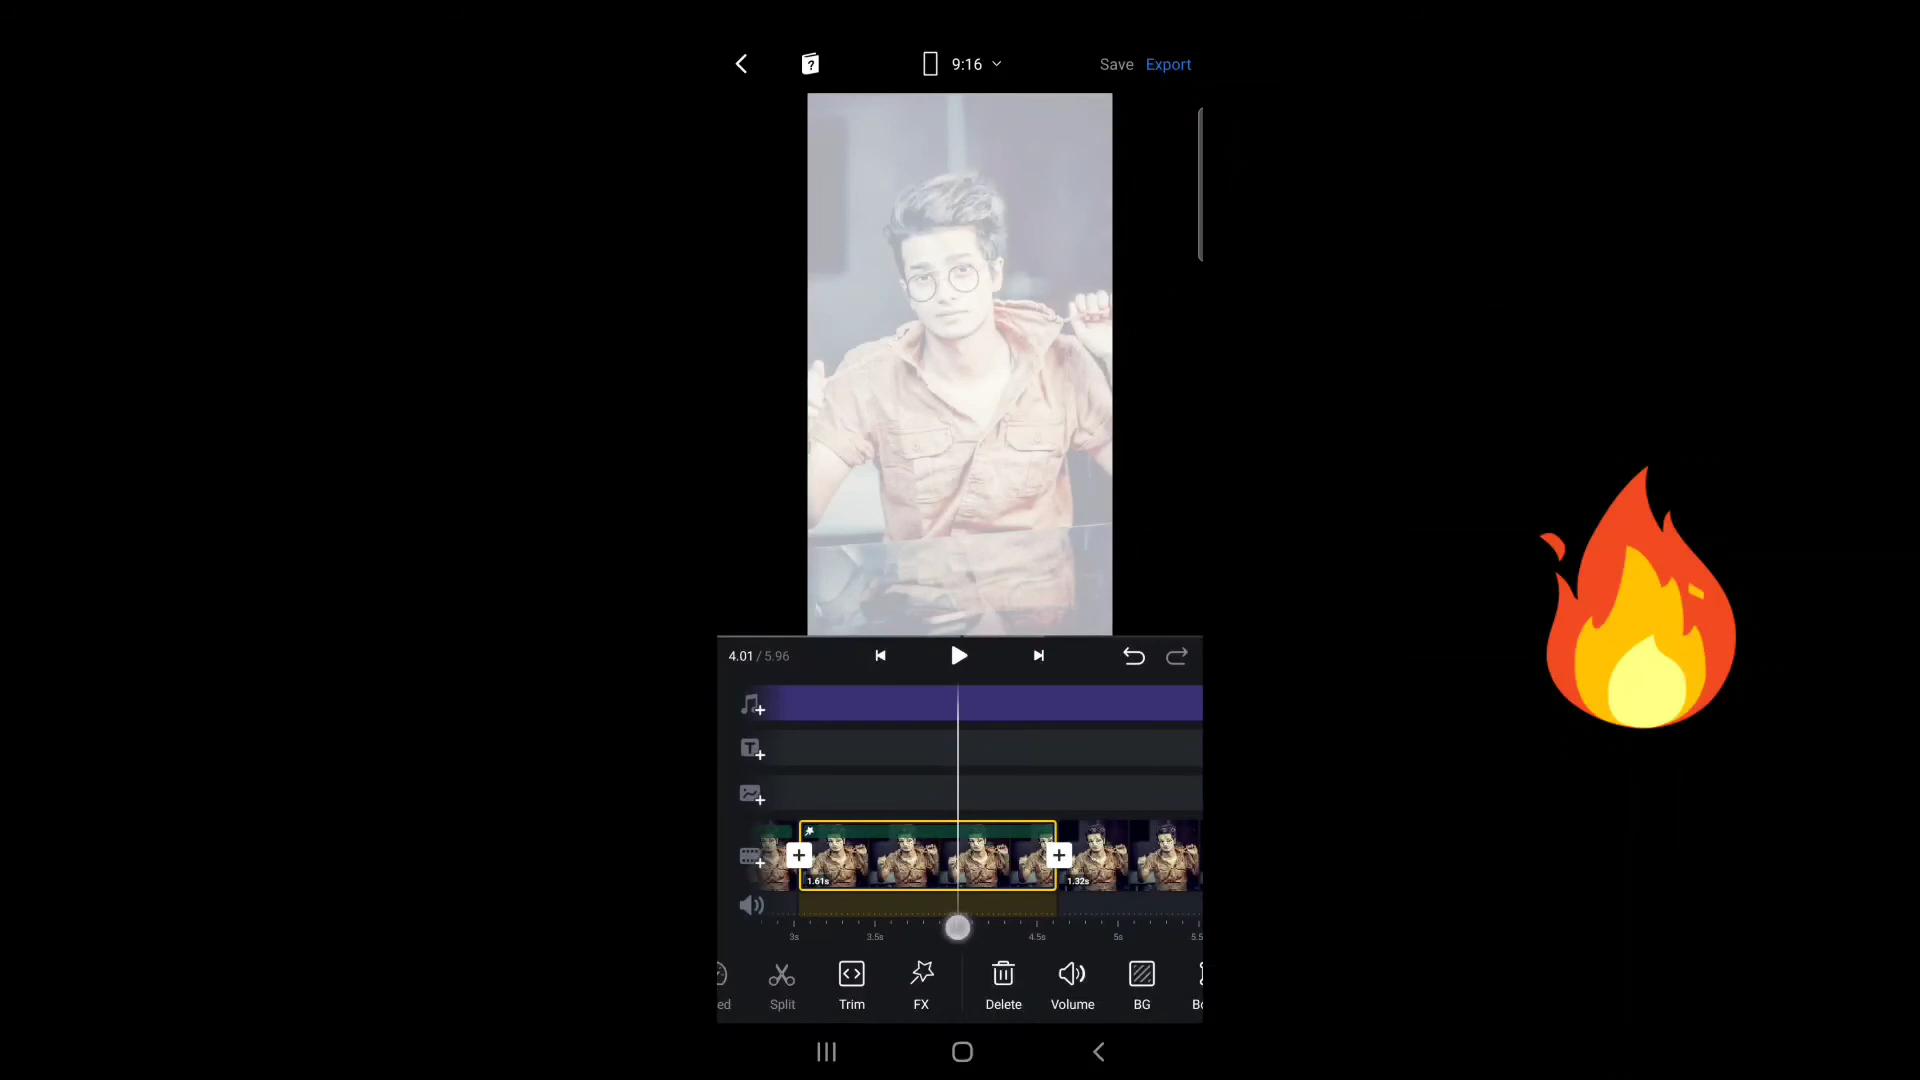 ?
9:16
Save Export
4.01 / 5.96
T
1.61s
1.32s
3s 3.5s 4.5s 5s 5.5
ed Split Trim FX Delete Volume BG Bo